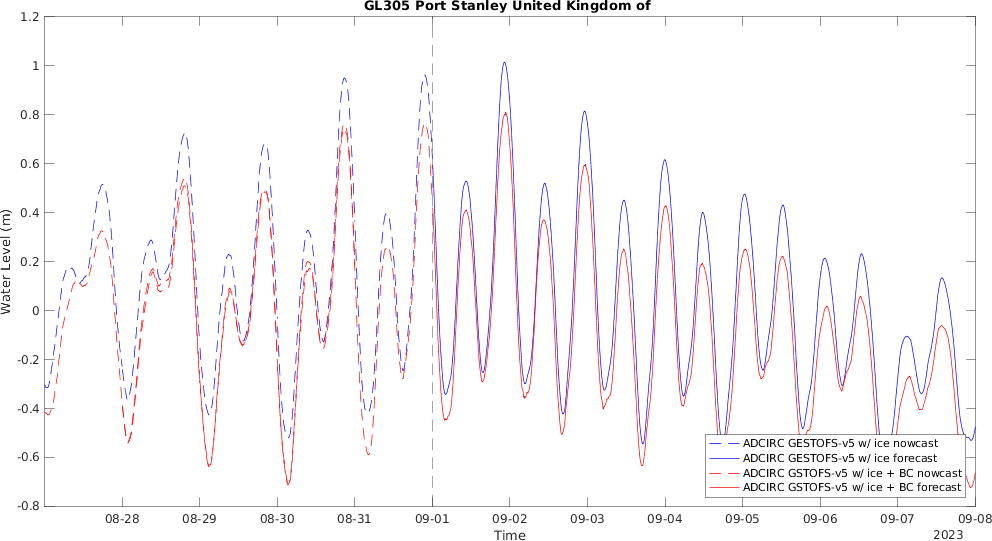 GL305 Port Stanley United Kingdom of
1.2
1
0.8
0.6
0.4
0.2
0
-0.2
-0.4
-0.6
-0.8
Water Level (m)
08-28 08-29 08-30 08-31 09-01 09-02 09-03 09-04 09-05 09-06 09-07 09-08
Time
2023
ADCIRC GESTOFS-v5 w/ ice nowcast
ADCIRC GESTOFS-v5 w/ ice forecast
ADCIRC GSTOFS-v5 w/ ice + BC nowcast
ADCIRC GSTOFS-v5 w/ ice + BC forecast